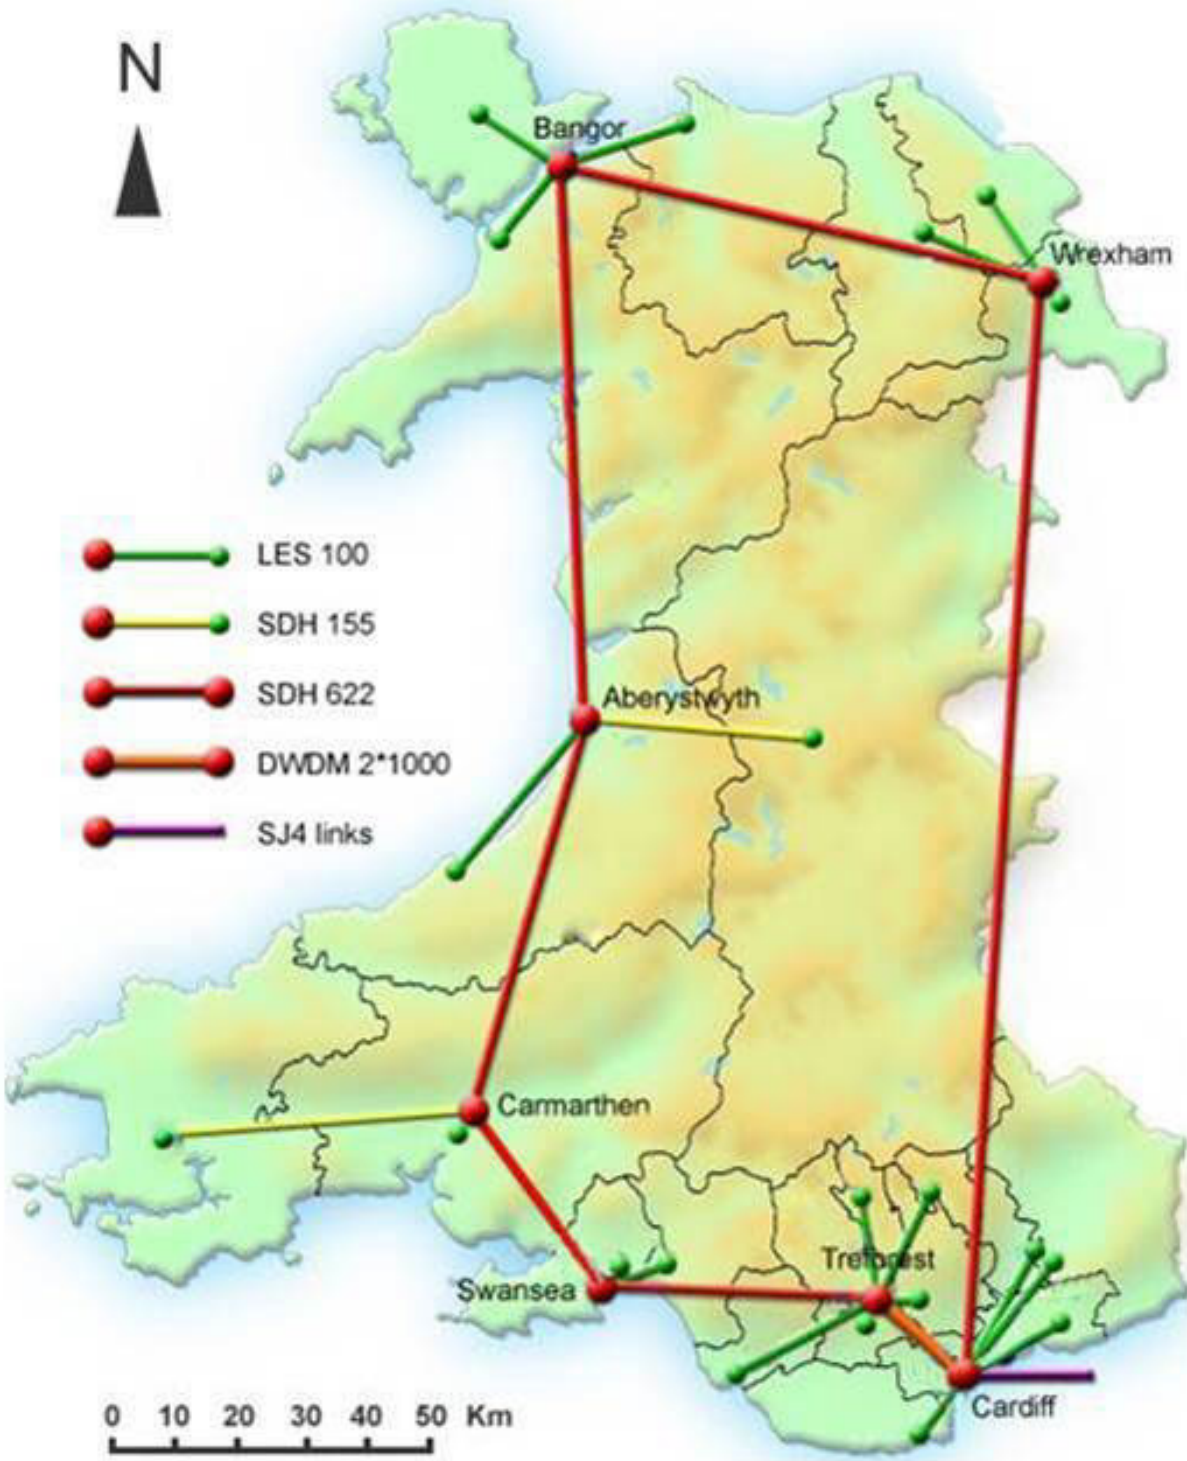 N
Bangor
Wrexham
LES 100
SDH 155
SDH 622
DWDM 2*1000
SJ4 links
Aberystwyth
Carmarthen
Treforest
Swansea
Cardiff
0 10 20 30 40 50 Km